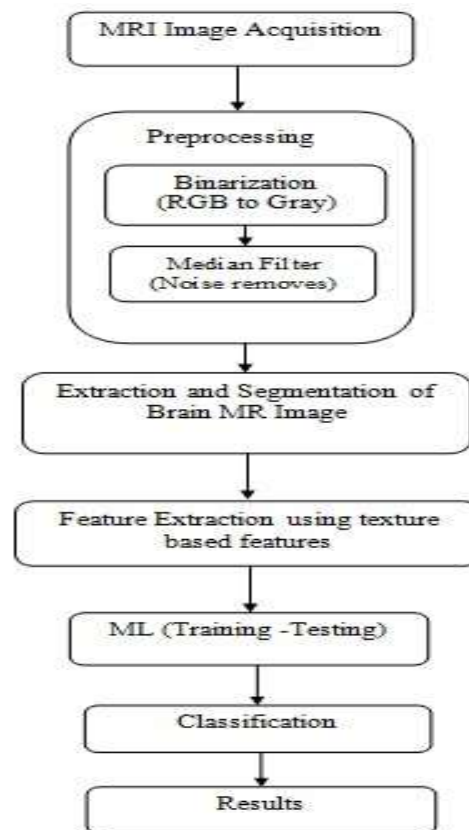 MRI Image Acquisition
Preprocessing
Binarization
(RGB to Gray)
Median Filter
(Noise removes)
Extraction and Segmentation of
Brain MR Image
Feature Extraction using texture
based features
ML (Training -Testing)
Classification
Results